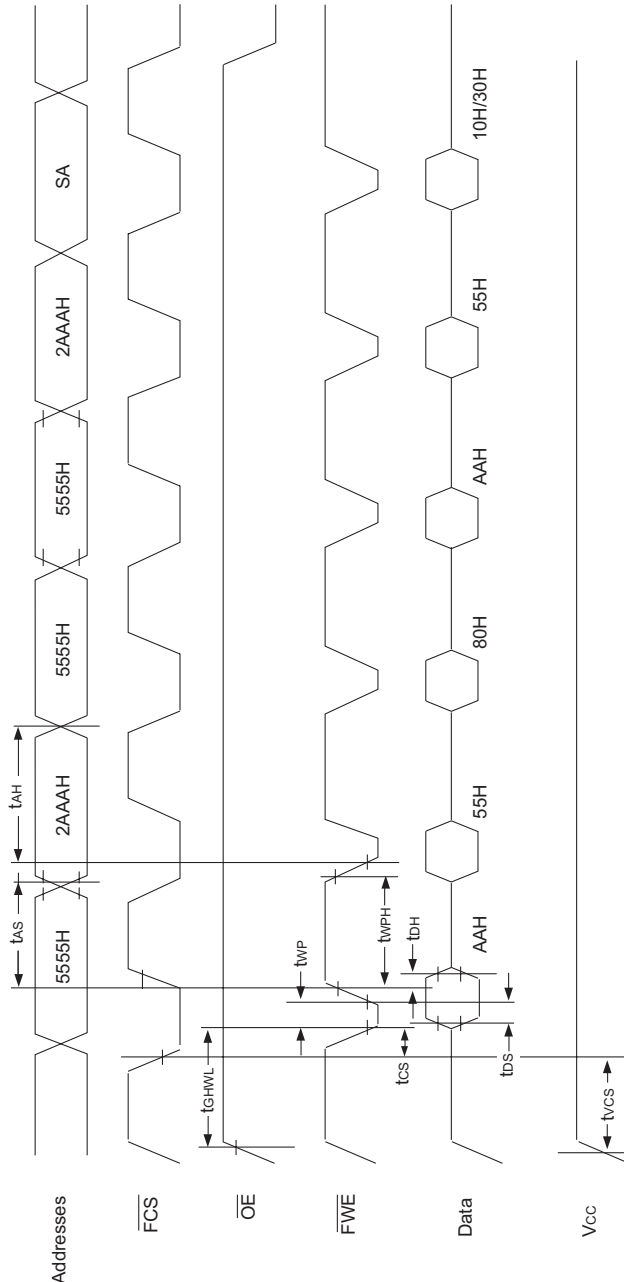 Addresses
5555H
2AAAH
5555H
5555H
2AAAH
SA
tAS
tAH
FCS
OE
tGHWL
FWE
tWP
tWPH
tCS
tDH
Data
AAH
55H
80H
AAH
55H
10H/30H
tDS
VCC
tVCS